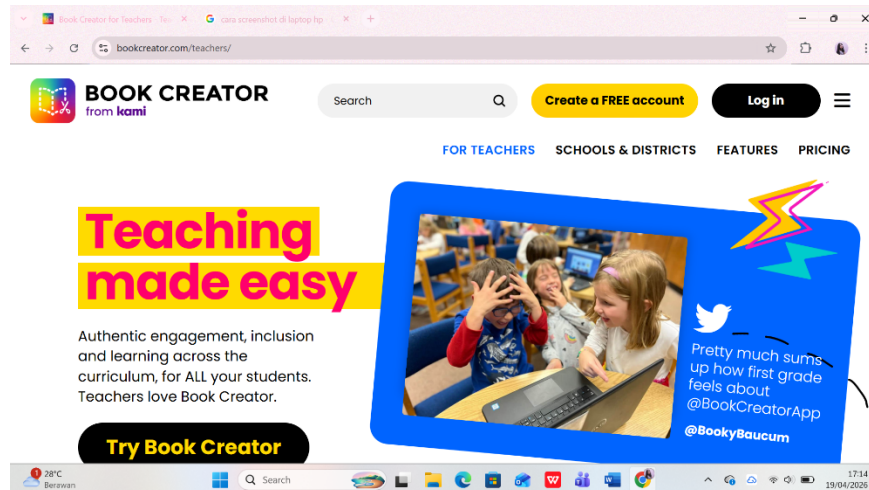 Book Creator for Teachers - Tea
cara screenshot di laptop hp
bookcreator.com/teachers/
BOOK CREATOR
from kami
Search
Create a FREE account
Log in
FOR TEACHERS
SCHOOLS & DISTRICTS
FEATURES
PRICING
Teaching
made easy
Authentic engagement, inclusion
and learning across the
curriculum, for ALL your students.
Teachers love Book Creator.
Try Book Creator
Pretty much sums
up how first grade
feels about
@BookCreatorApp
@BookyBaucum
1
28°C
Berawan
Search
17:14
19/04/2026